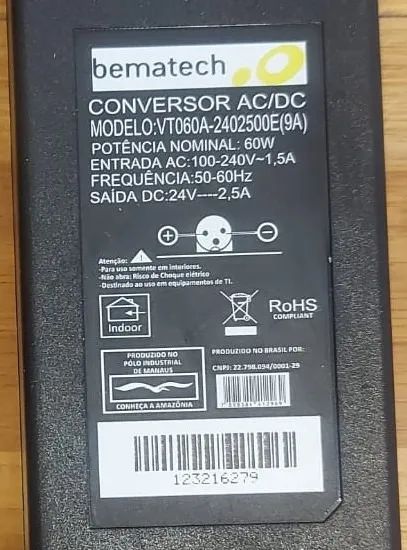 bematech
CONVERSOR AC/DC
MODELO:VT060A-2402500E(9A)
POTÊNCIA NOMINAL: 60W
ENTRADA AC:100-240V~1,5A
FREQUÊNCIA:50-60Hz
SAÍDA DC:24V----2,5A
+ -
Atenção:
-Para uso somente em interiores.
-Não abra: Risco de Choque elétrico
-Destinado ao uso em equipamentos de TI.
Indoor
RoHS
COMPLIANT
PRODUZIDO NO
PÓLO INDUSTRIAL
DE MANAUS
CONHEÇA A AMAZÔNIA
PRODUZIDO NO BRASIL POR:
CNPJ: 22.798.094/0001-29
123216279